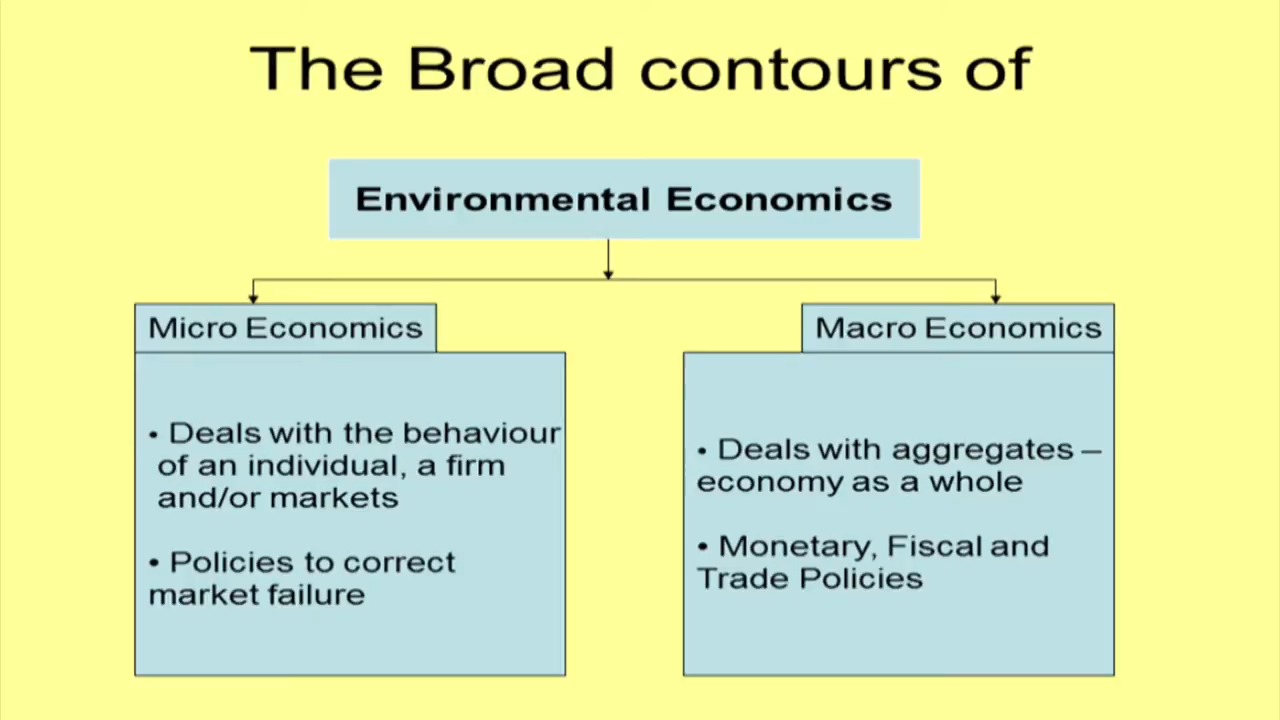 The Broad contours of
Environmental Economics
Micro Economics
• Deals with the behaviour
of an individual, a firm
and/or markets
• Policies to correct
market failure
Macro Economics
• Deals with aggregates –
economy as a whole
• Monetary, Fiscal and
Trade Policies